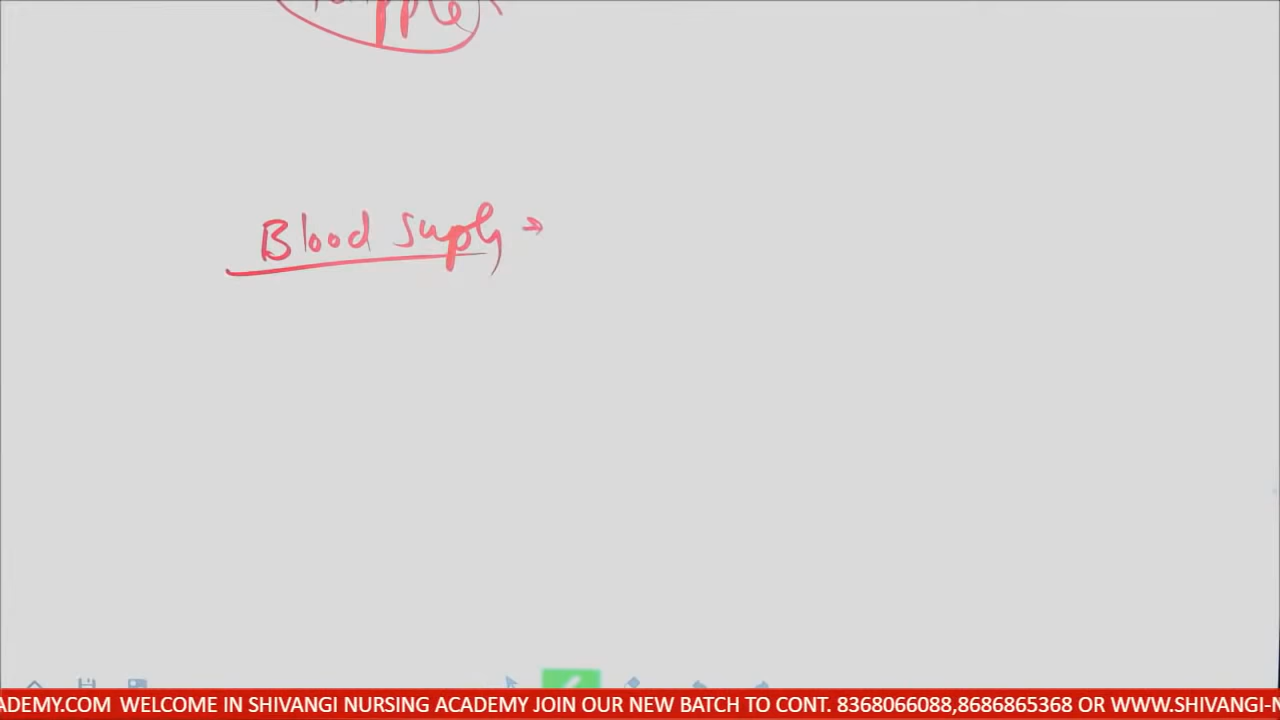 Blood Suply →
ACADEMY.COM WELCOME IN SHIVANGI NURSING ACADEMY JOIN OUR NEW BATCH TO CONT. 8368066088,8686865368 OR WWW.SHIVANGI-N